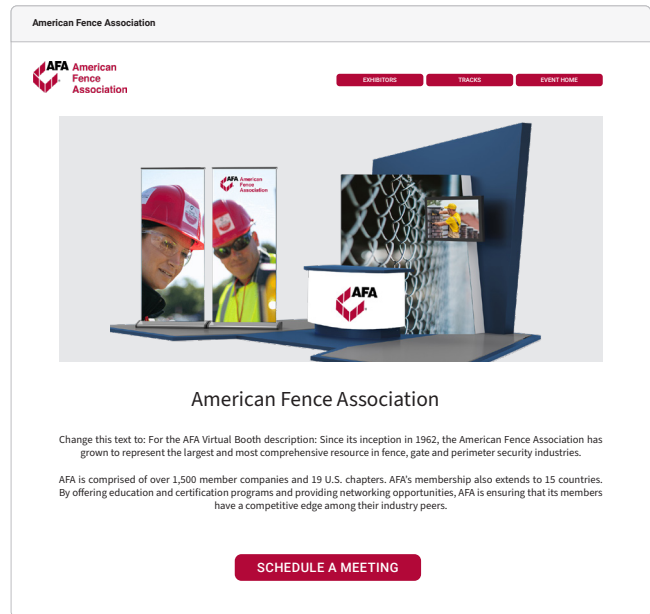 American Fence Association
AFA American
Fence
Association
EXHIBITORS
TRACKS
EVENT HOME
AFA American
Fence
Association
AFA
American Fence Association
Change this text to: For the AFA Virtual Booth description: Since its inception in 1962, the American Fence Association has
grown to represent the largest and most comprehensive resource in fence, gate and perimeter security industries.
AFA is comprised of over 1,500 member companies and 19 U.S. chapters. AFA's membership also extends to 15 countries.
By offering education and certification programs and providing networking opportunities, AFA is ensuring that its members
have a competitive edge among their industry peers.
SCHEDULE A MEETING